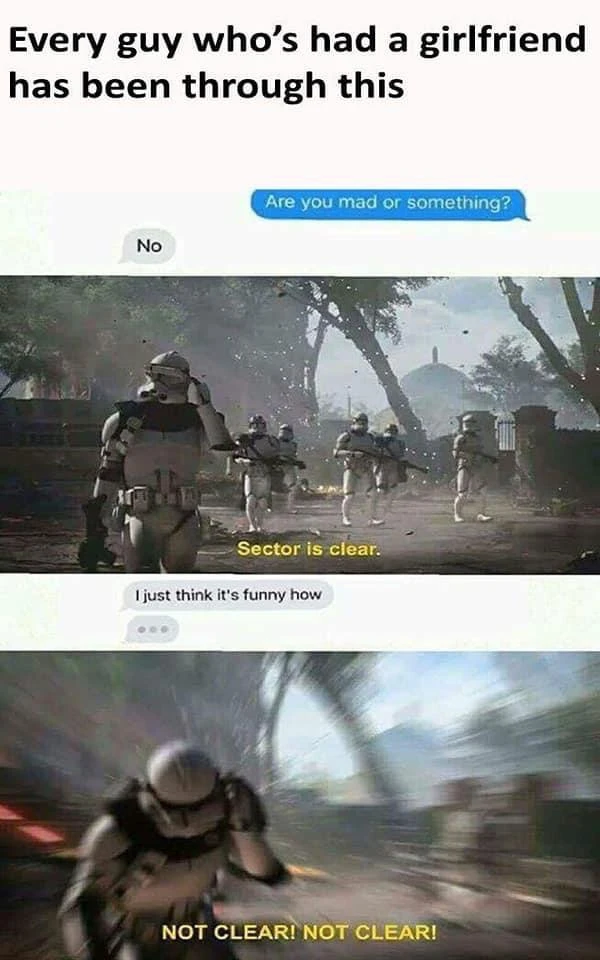 Every guy who's had a girlfriend
has been through this
Are you mad or something?
No
Sector is clear.
I just think it's funny how
NOT CLEAR! NOT CLEAR!